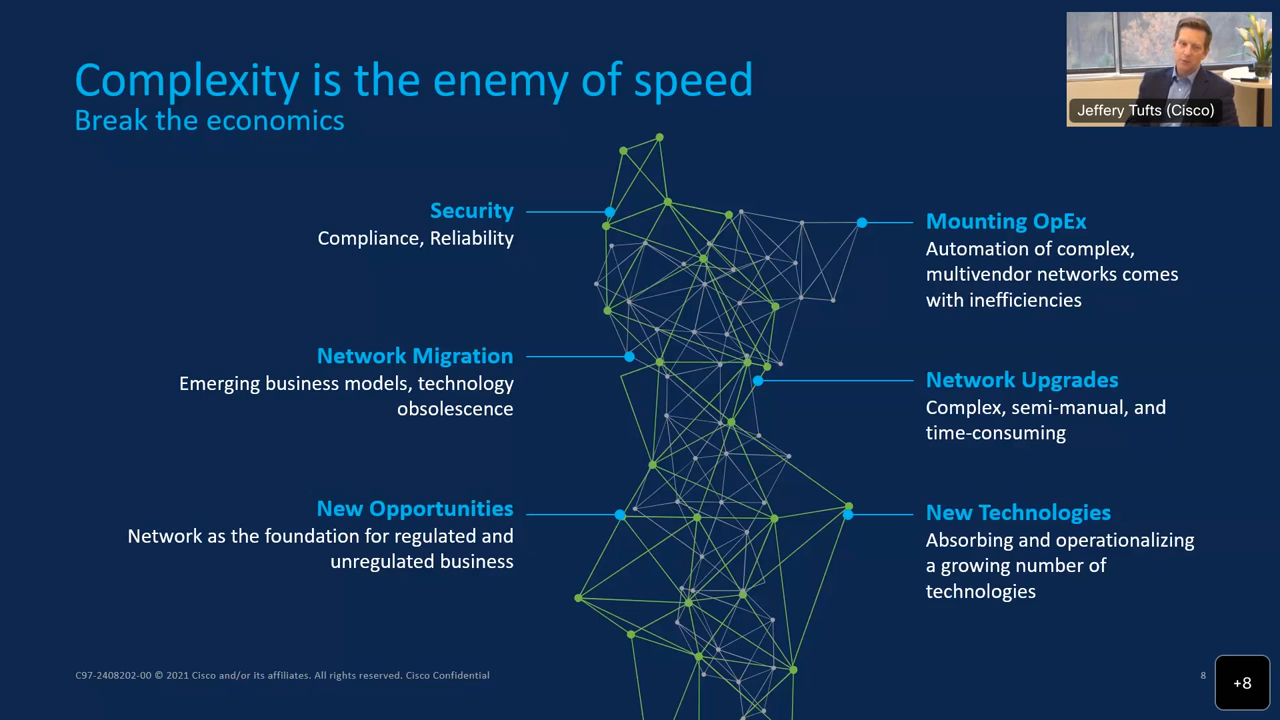 Complexity is the enemy of speed
Break the economics
Jeffery Tufts (Cisco)
Security
Compliance, Reliability
Network Migration
Emerging business models, technology
obsolescence
New Opportunities
Network as the foundation for regulated and
unregulated business
Mounting OpEx
Automation of complex,
multivendor networks comes
with inefficiencies
Network Upgrades
Complex, semi-manual, and
time-consuming
New Technologies
Absorbing and operationalizing
a growing number of
technologies
C97-2408202-00 © 2021 Cisco and/or its affiliates. All rights reserved. Cisco Confidential
8
+8